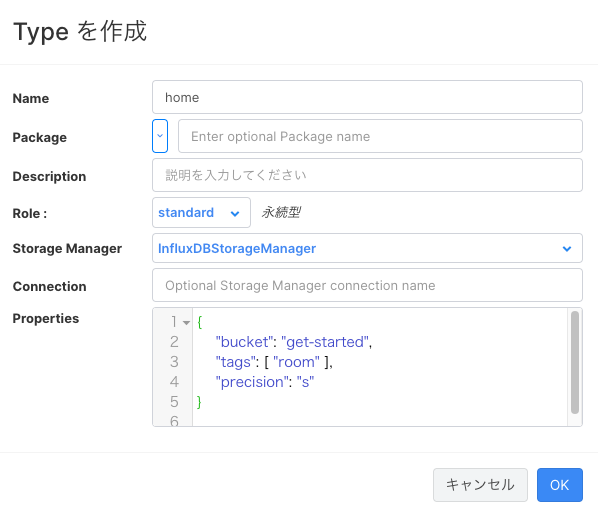 Type を作成
Name home
Package Enter optional Package name
Description 説明を入力してください
Role : standard 永続型
Storage Manager InfluxDBStorageManager
Connection Optional Storage Manager connection name
Properties
1 {
2 "bucket": "get-started",
3 "tags": [ "room" ],
4 "precision": "s"
5 }
6
キャンセル OK